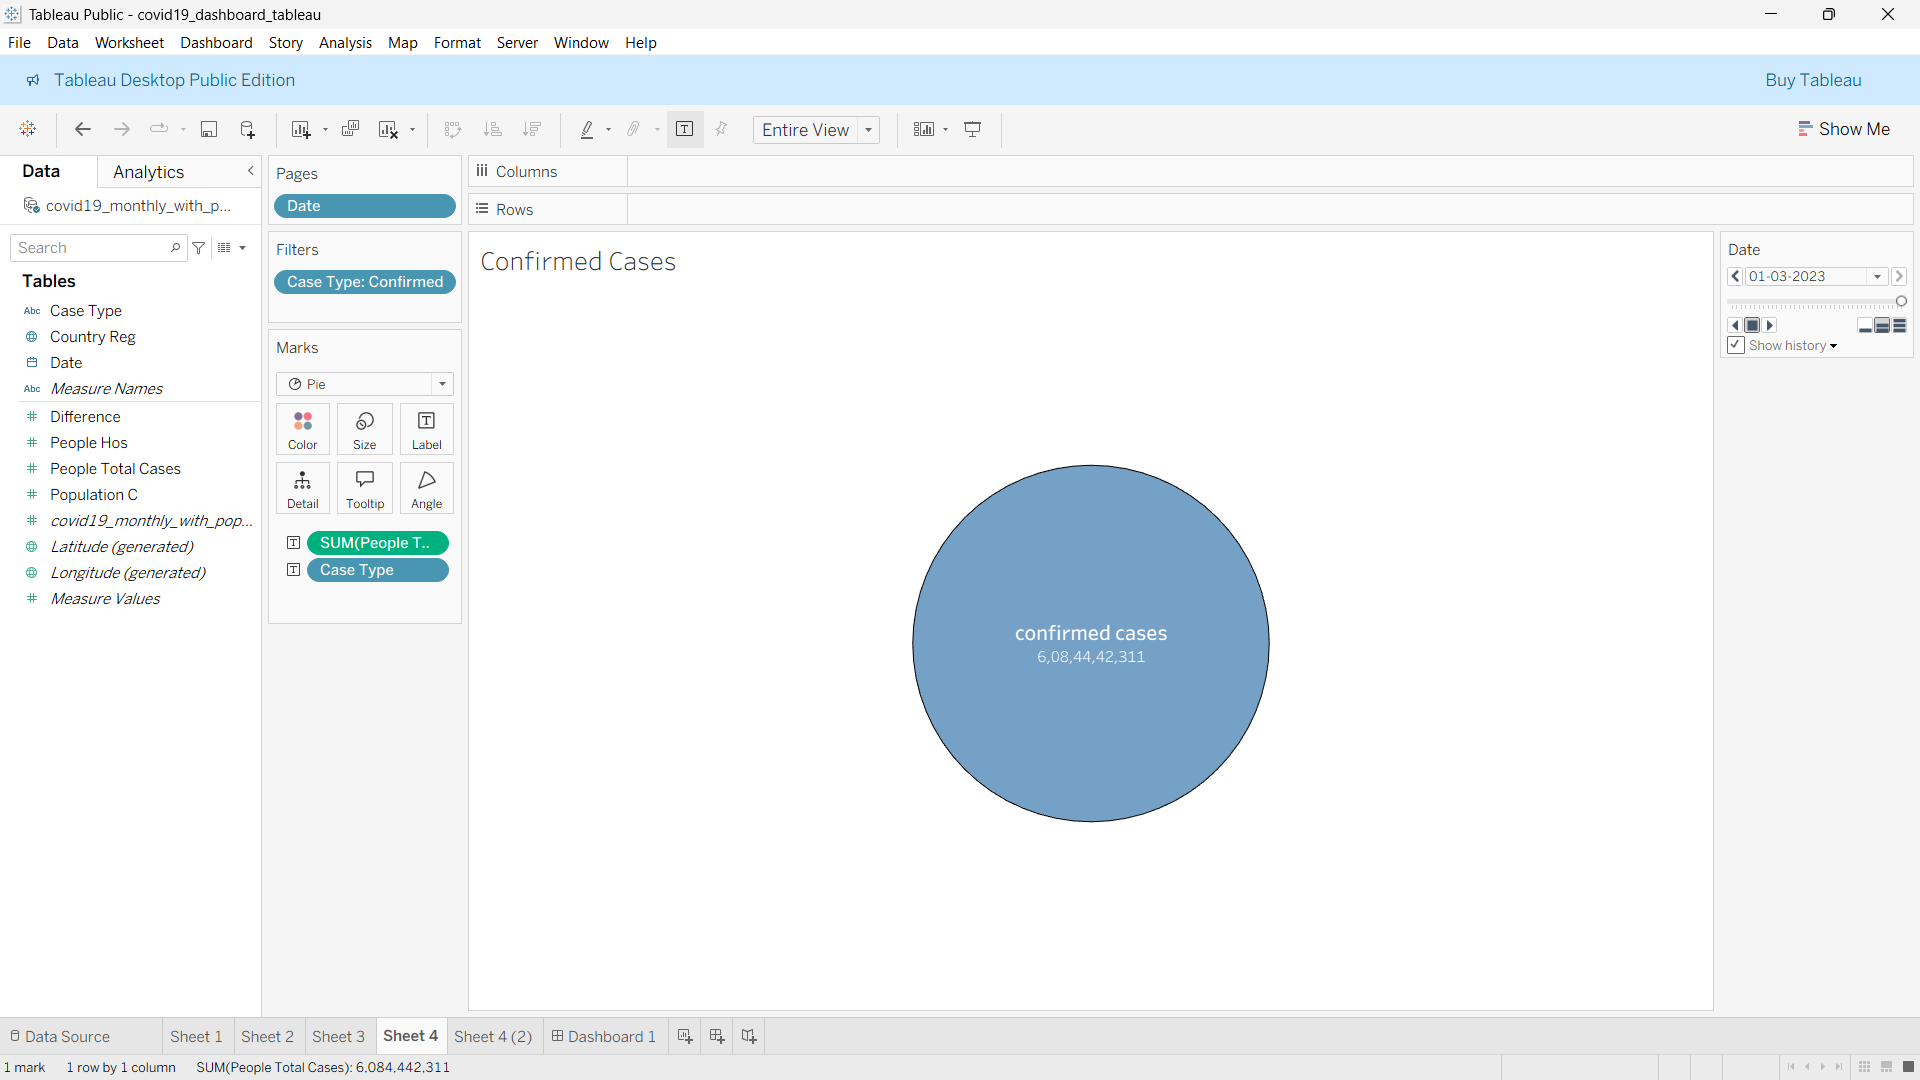 Tableau Public - covid19_dashboard_tableau
File Data Worksheet Dashboard Story Analysis Map Format Server Window Help
Tableau Desktop Public Edition
Buy Tableau
Entire View
Show Me
Data
Analytics
covid19_monthly_with_p...
Search
Tables
Abc Case Type
Country Reg
Date
Abc Measure Names
Difference
People Hos
People Total Cases
Population C
covid19_monthly_with_pop...
Latitude (generated)
Longitude (generated)
Measure Values
Pages
Date
Filters
Case Type: Confirmed
Marks
Pie
Color Size Label
Detail Tooltip Angle
SUM(People T..
Case Type
Columns
Rows
Confirmed Cases
confirmed cases
6,08,44,42,311
Date
01-03-2023
Show history
Data Source Sheet 1 Sheet 2 Sheet 3 Sheet 4 Sheet 4 (2) Dashboard 1
1 mark 1 row by 1 column SUM(People Total Cases): 6,084,442,311